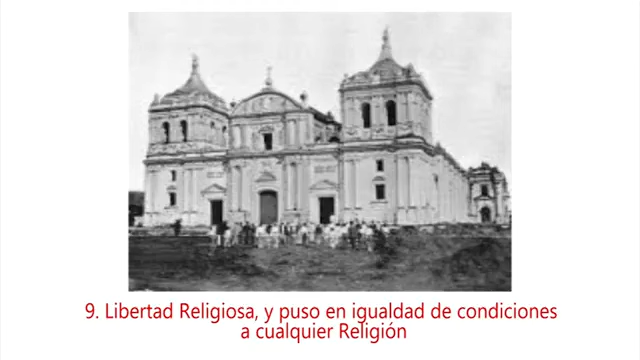 9. Libertad Religiosa, y puso en igualdad de condiciones
a cualquier Religión